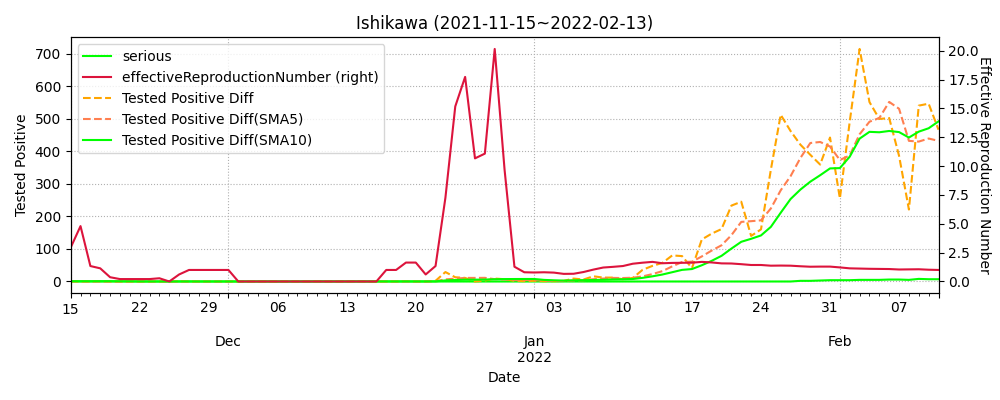 Ishikawa (2021-11-15~2022-02-13)
serious
effectiveReproductionNumber (right)
Tested Positive Diff
Tested Positive Diff(SMA5)
Tested Positive Diff(SMA10)
Tested Positive
700
600
500
400
300
200
100
0
20.0
17.5
15.0
12.5
10.0
7.5
5.0
2.5
0.0
Effective Reproduction Number
15 22 29 06 13 20 27 03 10 17 24 31 07
Dec Jan Feb
2022
Date